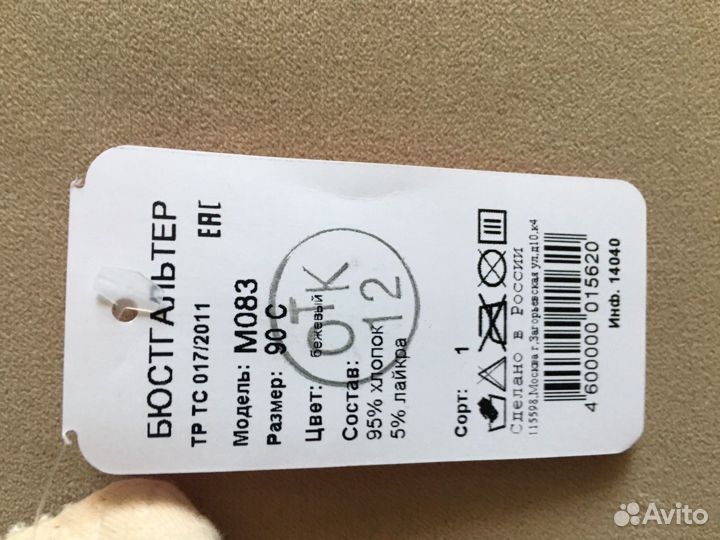 БЮСТГАЛЬТЕР
ТР ТС 017/2011
EAC
Модель: М083
Размер: 90 С
Цвет: бежевый
Состав:
95% хлопок
5% лайкра
ОТК
12
Сорт: 1
Сделано в России
115598,Москва г.Загорьевская ул,д10,к4
4 600000 015620
Инф. 14040
Avito